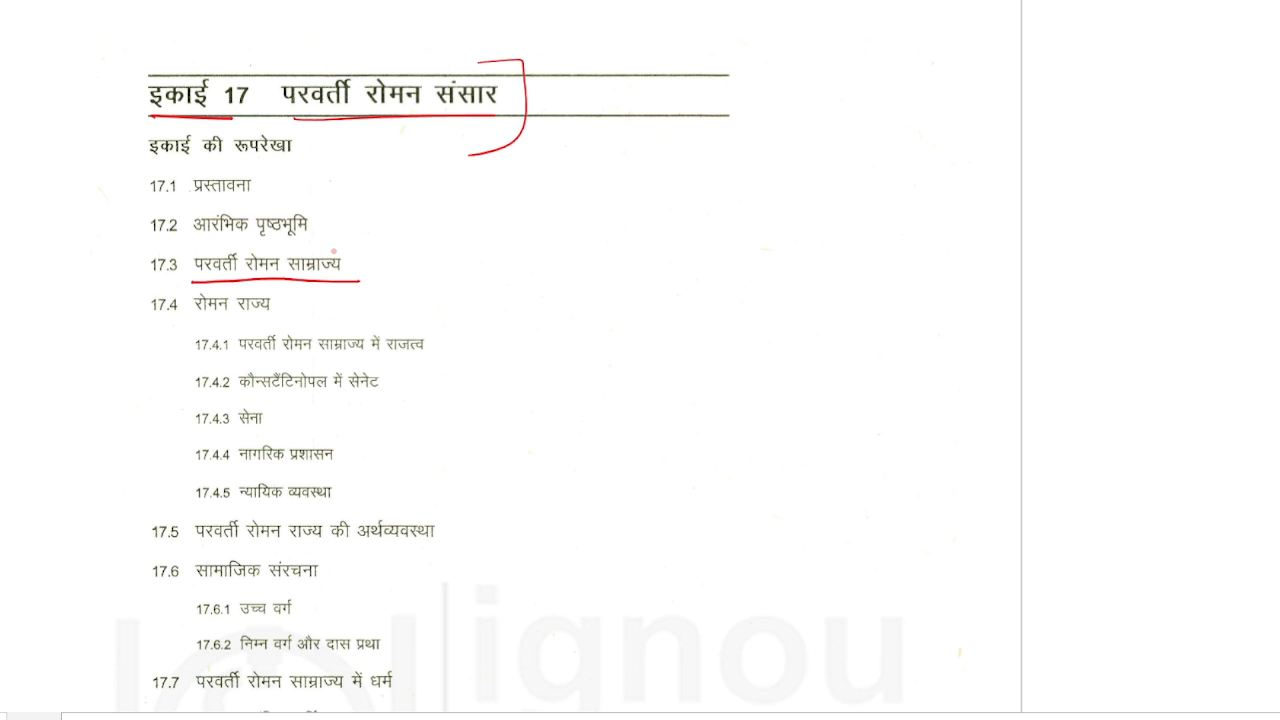 इकाई 17 परवर्ती रोमन संसार
इकाई की रूपरेखा
17.1 प्रस्तावना
17.2 आरंभिक पृष्ठभूमि
17.3 परवर्ती रोमन साम्राज्य
17.4 रोमन राज्य
17.4.1 परवर्ती रोमन साम्राज्य में राजत्व
17.4.2 कौन्सटैंटिनोपल में सेनेट
17.4.3 सेना
17.4.4 नागरिक प्रशासन
17.4.5 न्यायिक व्यवस्था
17.5 परवर्ती रोमन राज्य की अर्थव्यवस्था
17.6 सामाजिक संरचना
17.6.1 उच्च वर्ग
17.6.2 निम्न वर्ग और दास प्रथा
17.7 परवर्ती रोमन साम्राज्य में धर्म
ignou